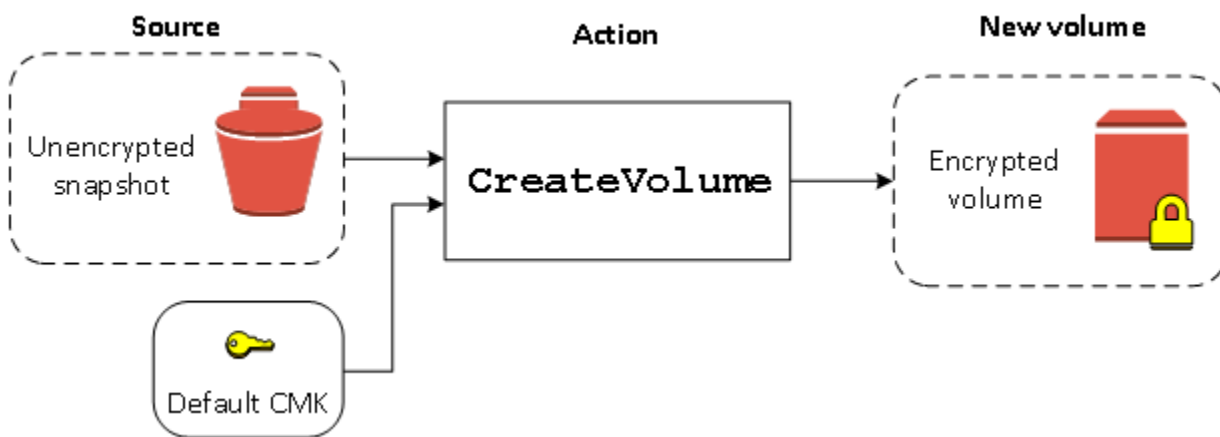 Source
Action
New volume
Unencrypted
snapshot
CreateVolume
Encrypted
volume
Default CMK